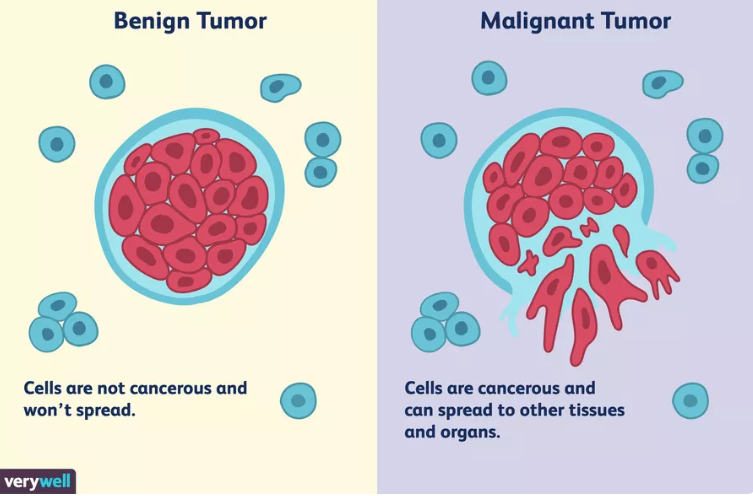 Benign Tumor
Cells are not cancerous and
won't spread.
Malignant Tumor
Cells are cancerous and
can spread to other tissues
and organs.
verywell